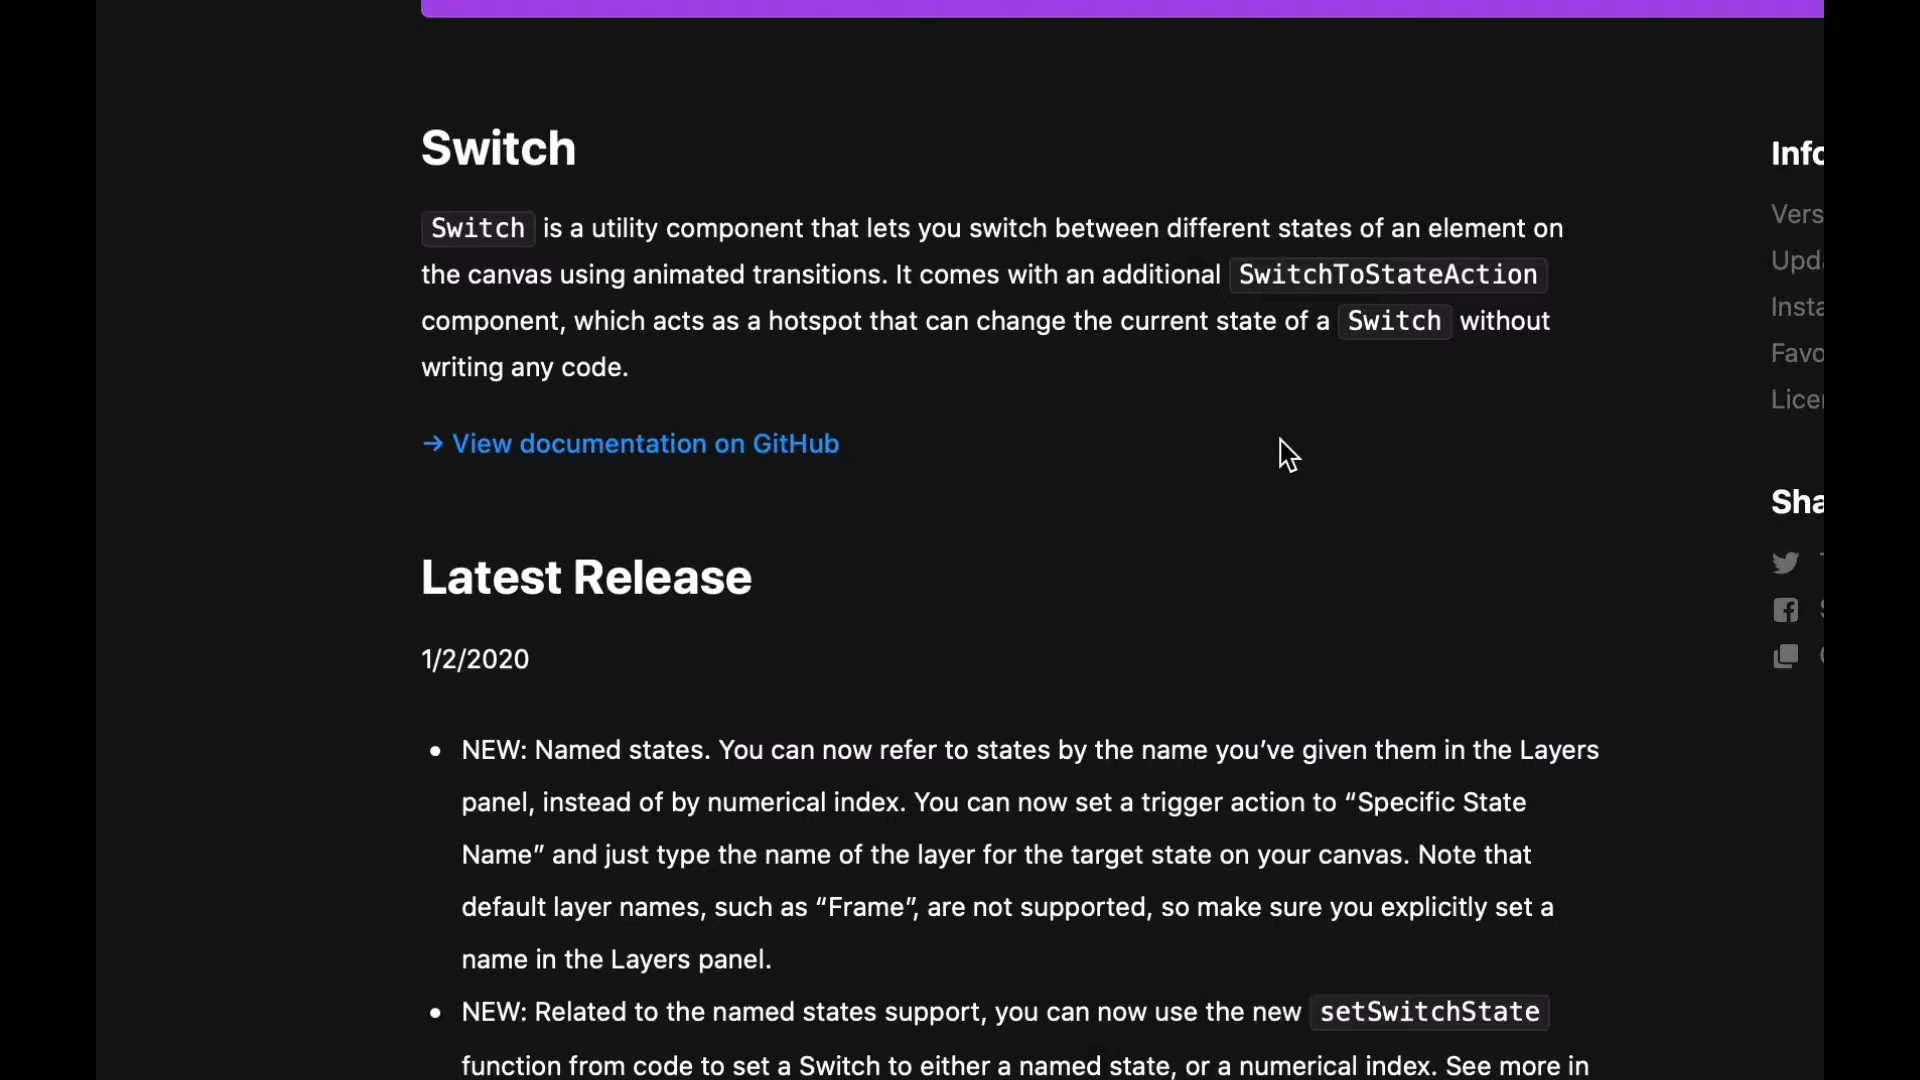 Switch
Switch is a utility component that lets you switch between different states of an element on
the canvas using animated transitions. It comes with an additional SwitchToStateAction
component, which acts as a hotspot that can change the current state of a Switch without
writing any code.
→ View documentation on GitHub
Latest Release
1/2/2020
• NEW: Named states. You can now refer to states by the name you’ve given them in the Layers
panel, instead of by numerical index. You can now set a trigger action to “Specific State
Name” and just type the name of the layer for the target state on your canvas. Note that
default layer names, such as “Frame”, are not supported, so make sure you explicitly set a
name in the Layers panel.
• NEW: Related to the named states support, you can now use the new setSwitchState
function from code to set a Switch to either a named state, or a numerical index. See more in
Info
Vers
Upda
Insta
Favo
Licen
Sha